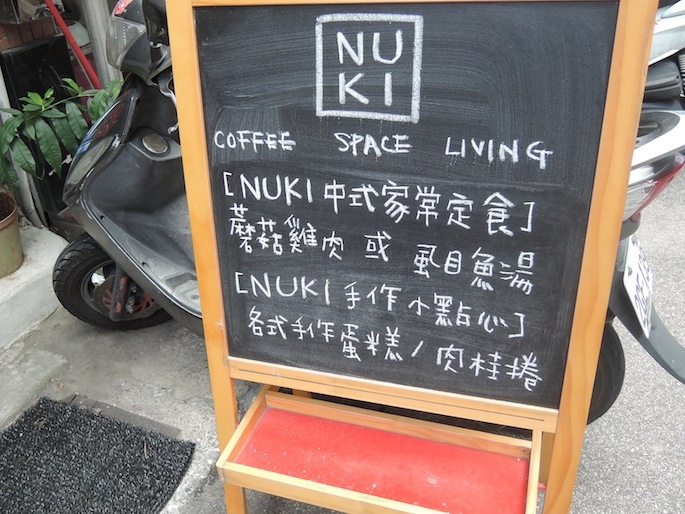 NU
KI
COFFEE SPACE LIVING
[NUKI 中式家常定食]
蘑菇雞肉 或 虱目魚湯
[NUKI 手作小點心]
各式手作蛋糕/肉桂捲